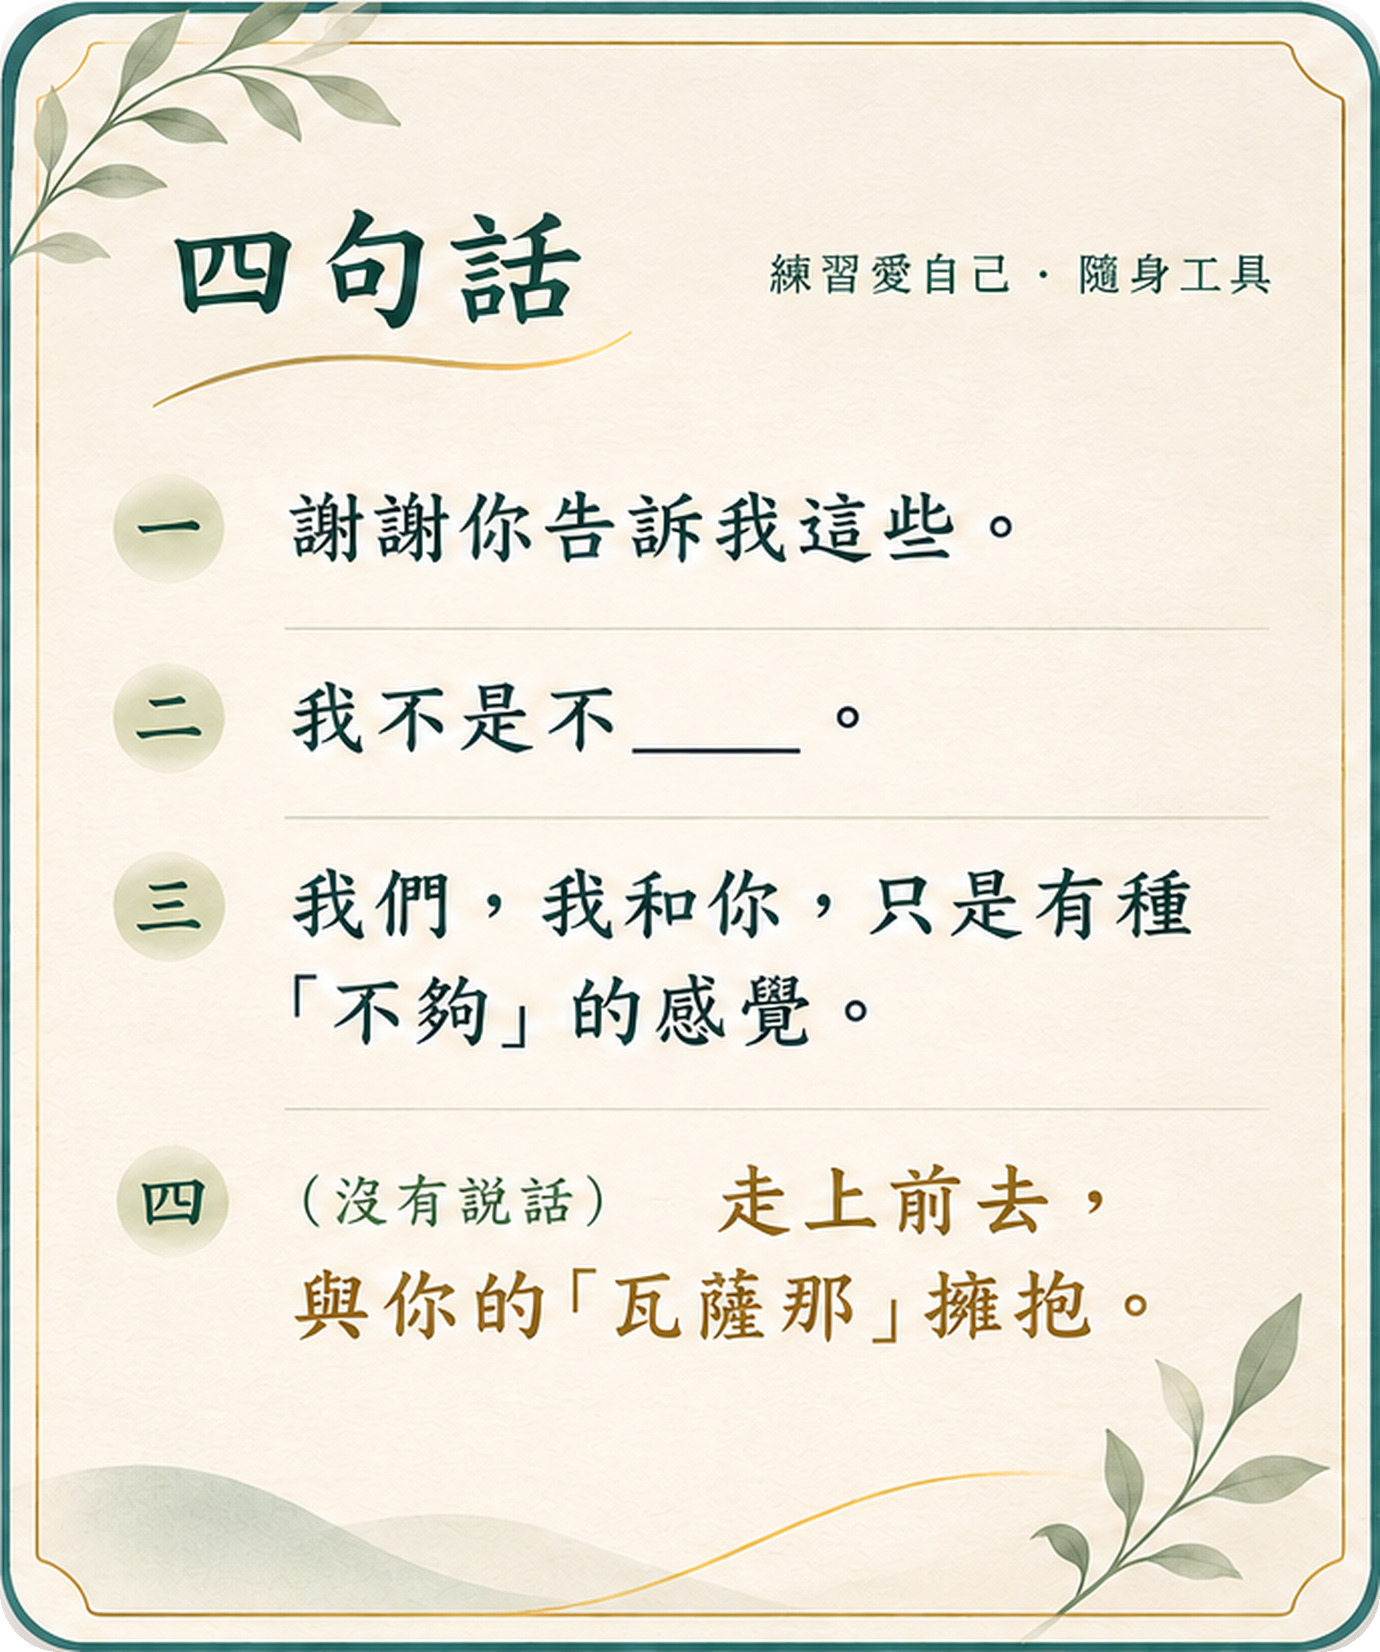 四句話
練習愛自己·隨身工具
一 謝謝你告訴我這些。
二 我不是不____。
三 我們，我和你，只是有種
「不夠」的感覺。
四 （沒有説話） 走上前去，
與你的「瓦薩那」擁抱。